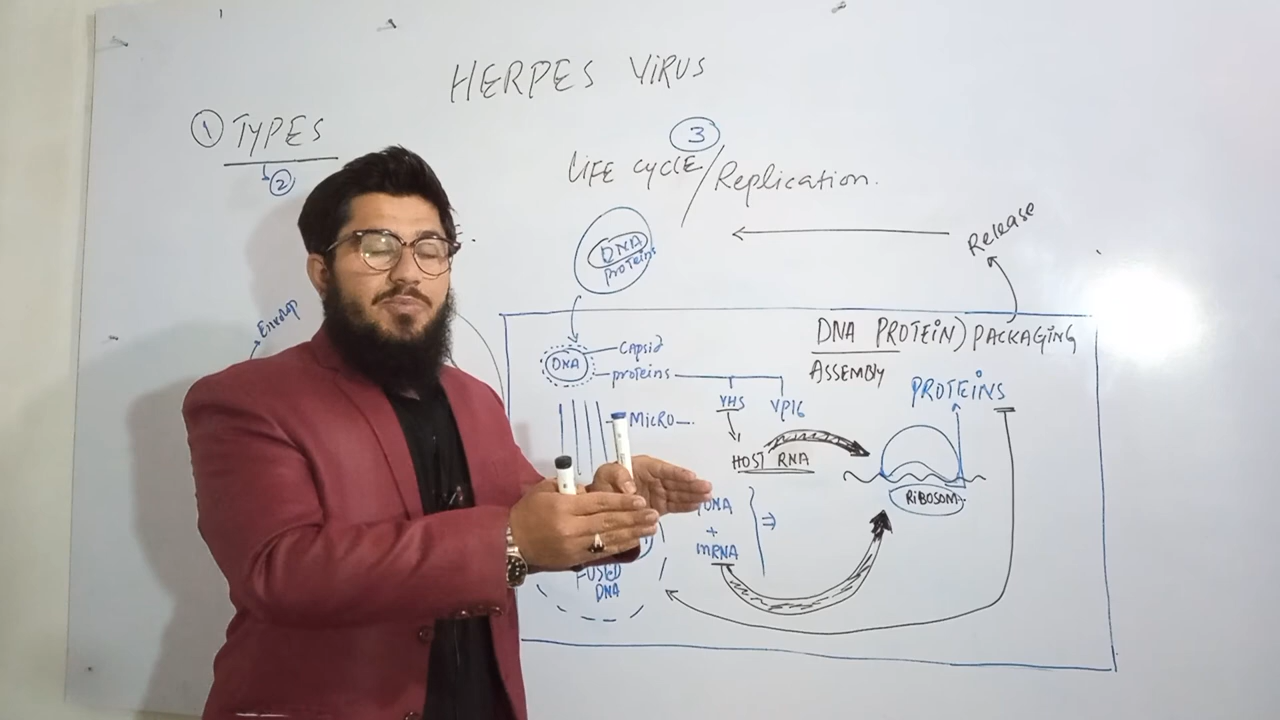 HERPES VIRUS
① TYPES
②
③
LIFE CYCLE/Replication.
Envelop
DNA
proteins
Release
DNA PROTEIN) PACKAGING
ASSEMBLY
DNA
Capsid
proteins
VHS
VP16
MICRO
HOST RNA
PROTEINS
RIBOSOM
DNA
+
mRNA
FUSED
DNA